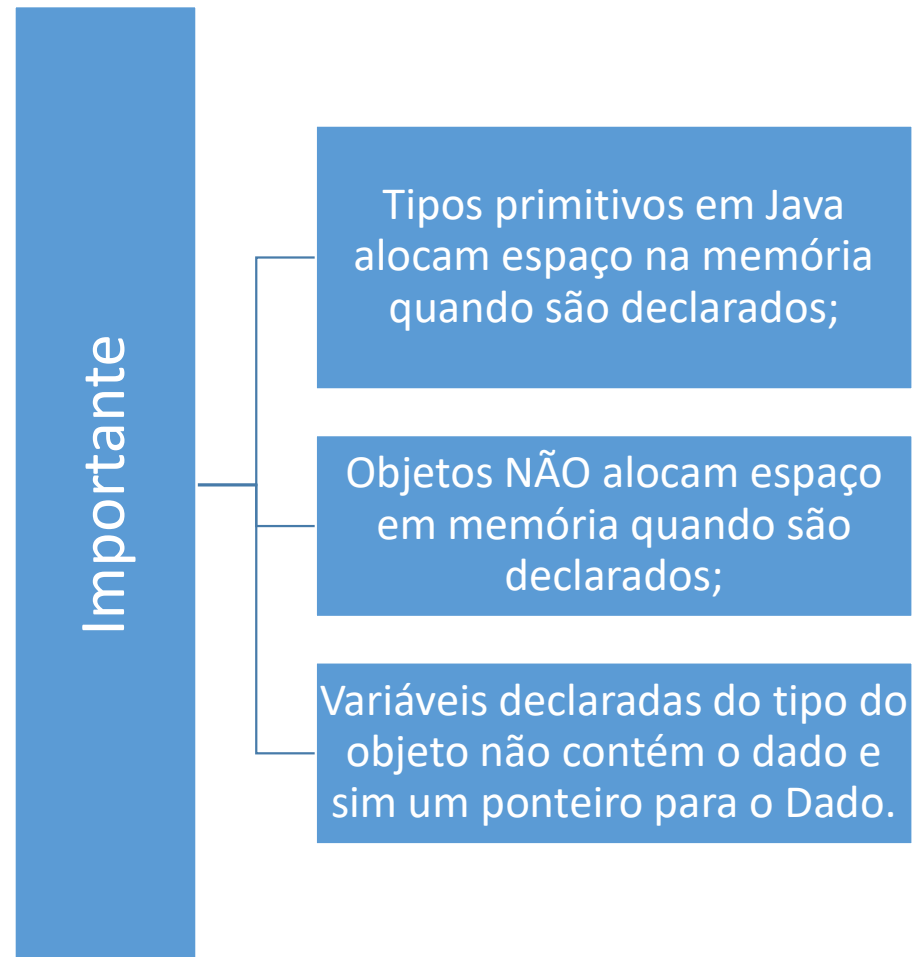 Importante
Tipos primitivos em Java
alocam espaço na memória
quando são declarados;
Objetos NÃO alocam espaço
em memória quando são
declarados;
Variáveis declaradas do tipo do
objeto não contém o dado e
sim um ponteiro para o Dado.